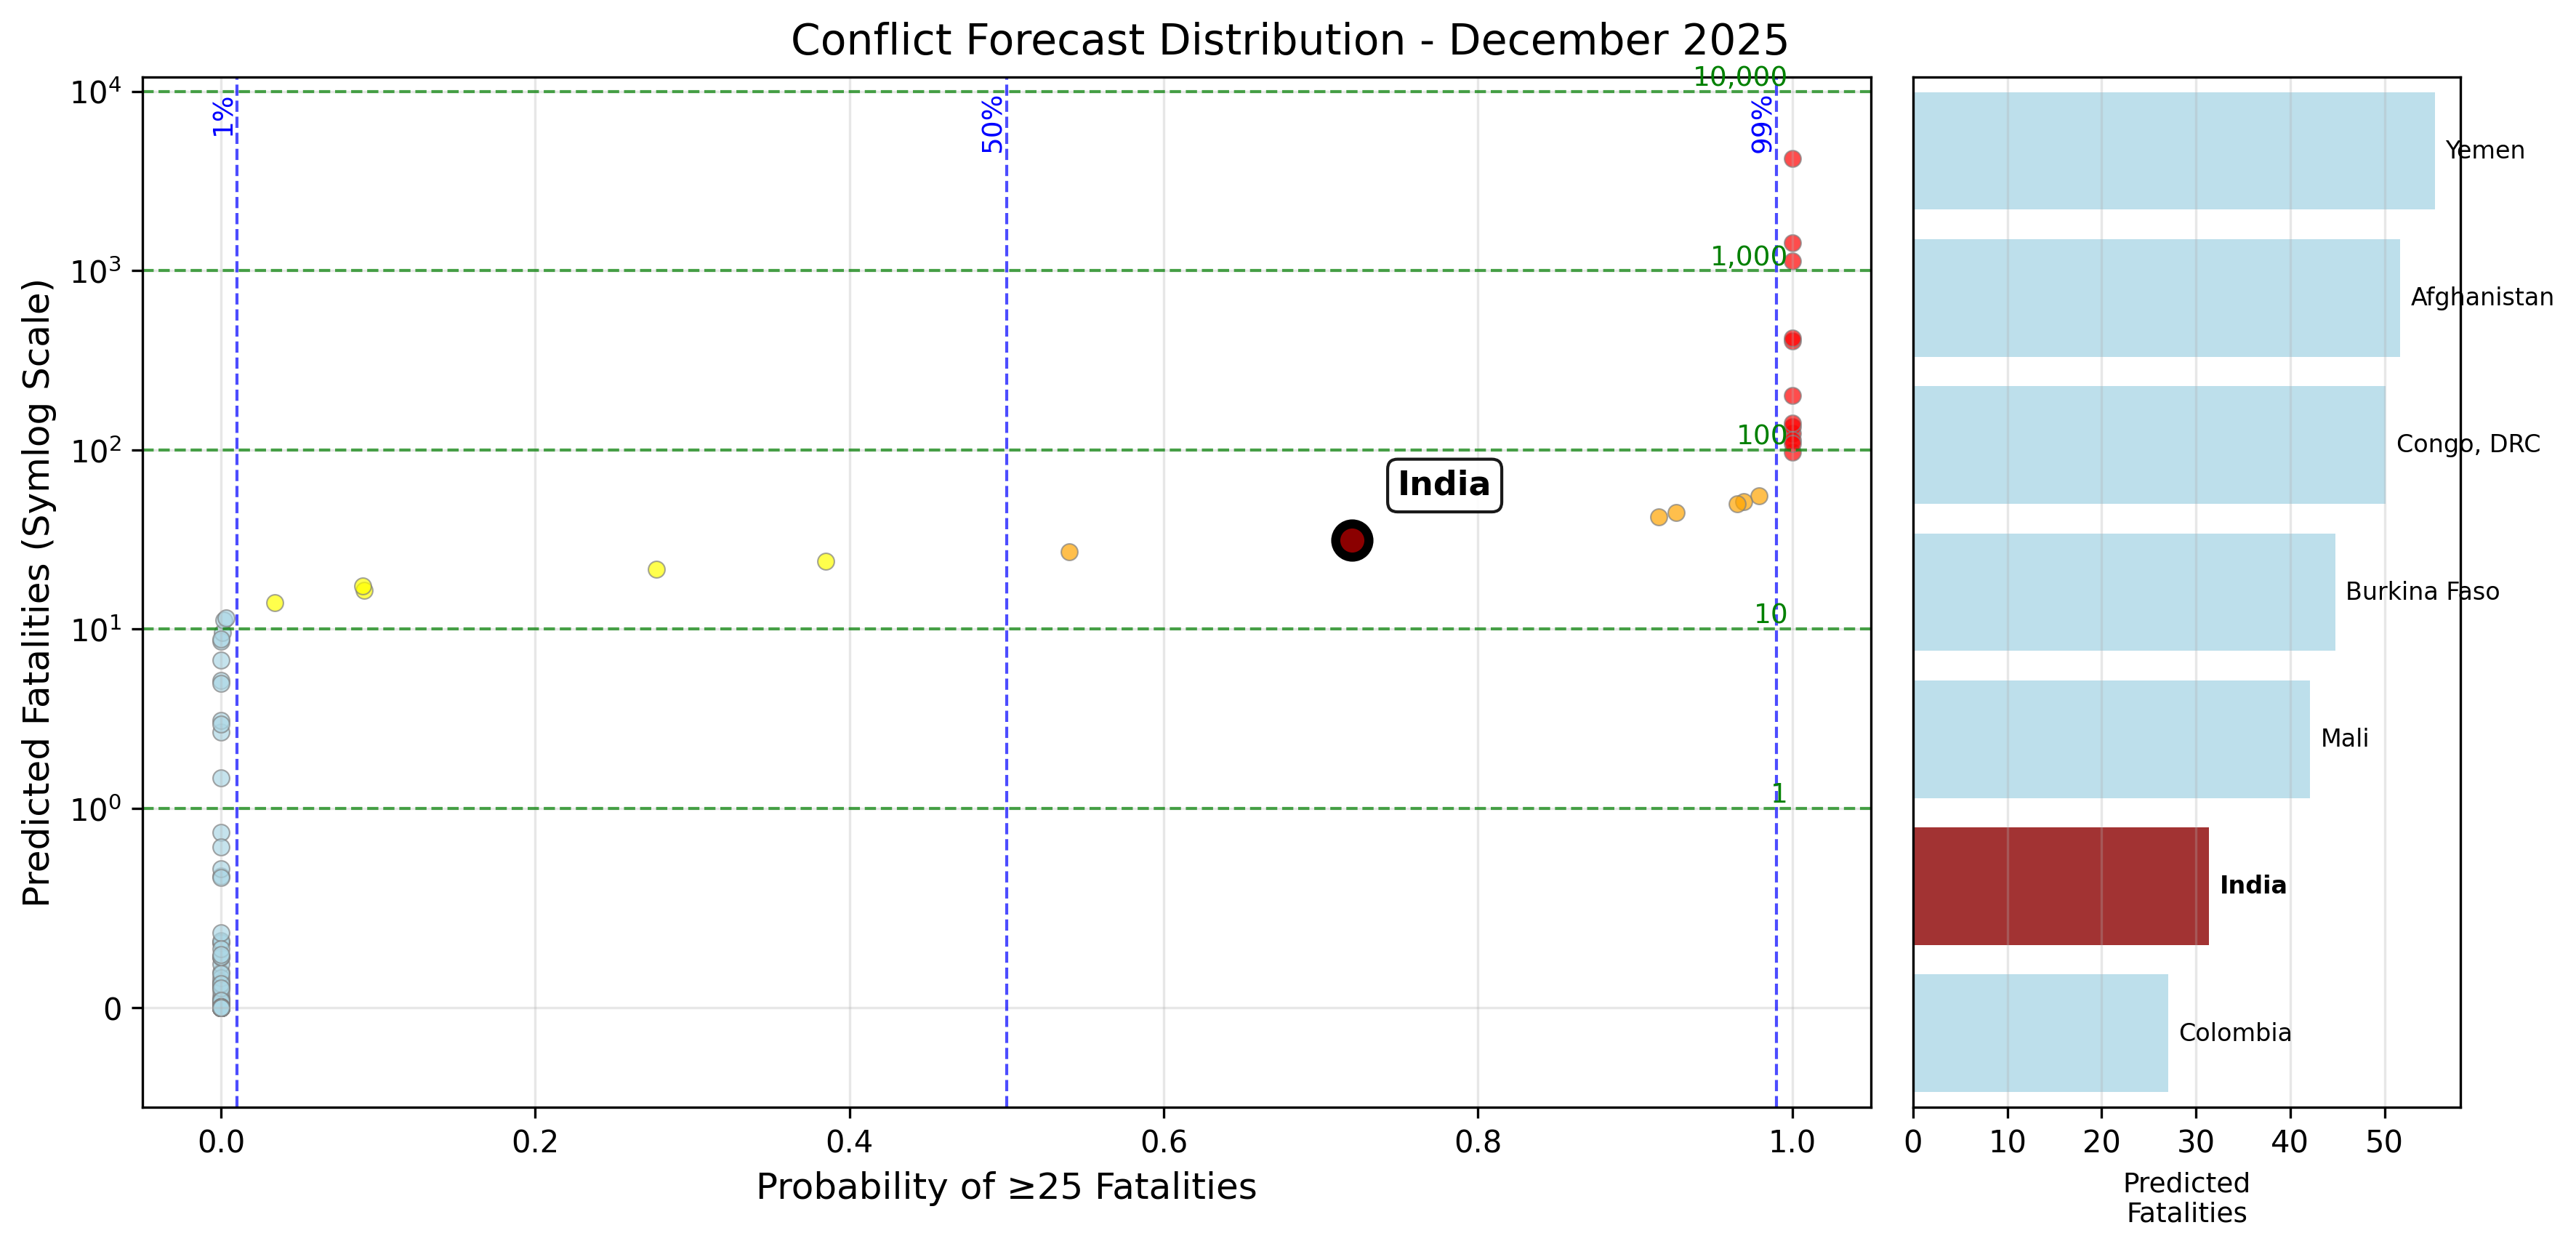 Conflict Forecast Distribution - December 2025
Predicted Fatalities (Symlog Scale)
10⁴
10³
10²
10¹
10⁰
0
1%
50%
99%
10,000
1,000
100
10
1
India
0.0 0.2 0.4 0.6 0.8 1.0
Probability of ≥25 Fatalities
Yemen
Afghanistan
Congo, DRC
Burkina Faso
Mali
India
Colombia
0 10 20 30 40 50
Predicted
Fatalities